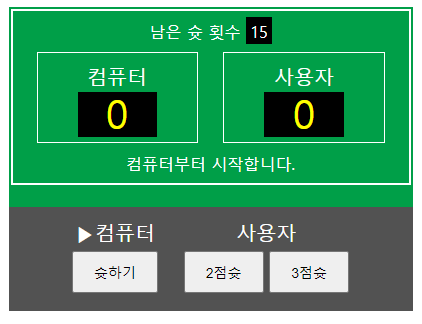 남은 슛 횟수 15
컴퓨터 사용자
0 0
컴퓨터부터 시작합니다.
▶컴퓨터 사용자
슛하기 2점슛 3점슛